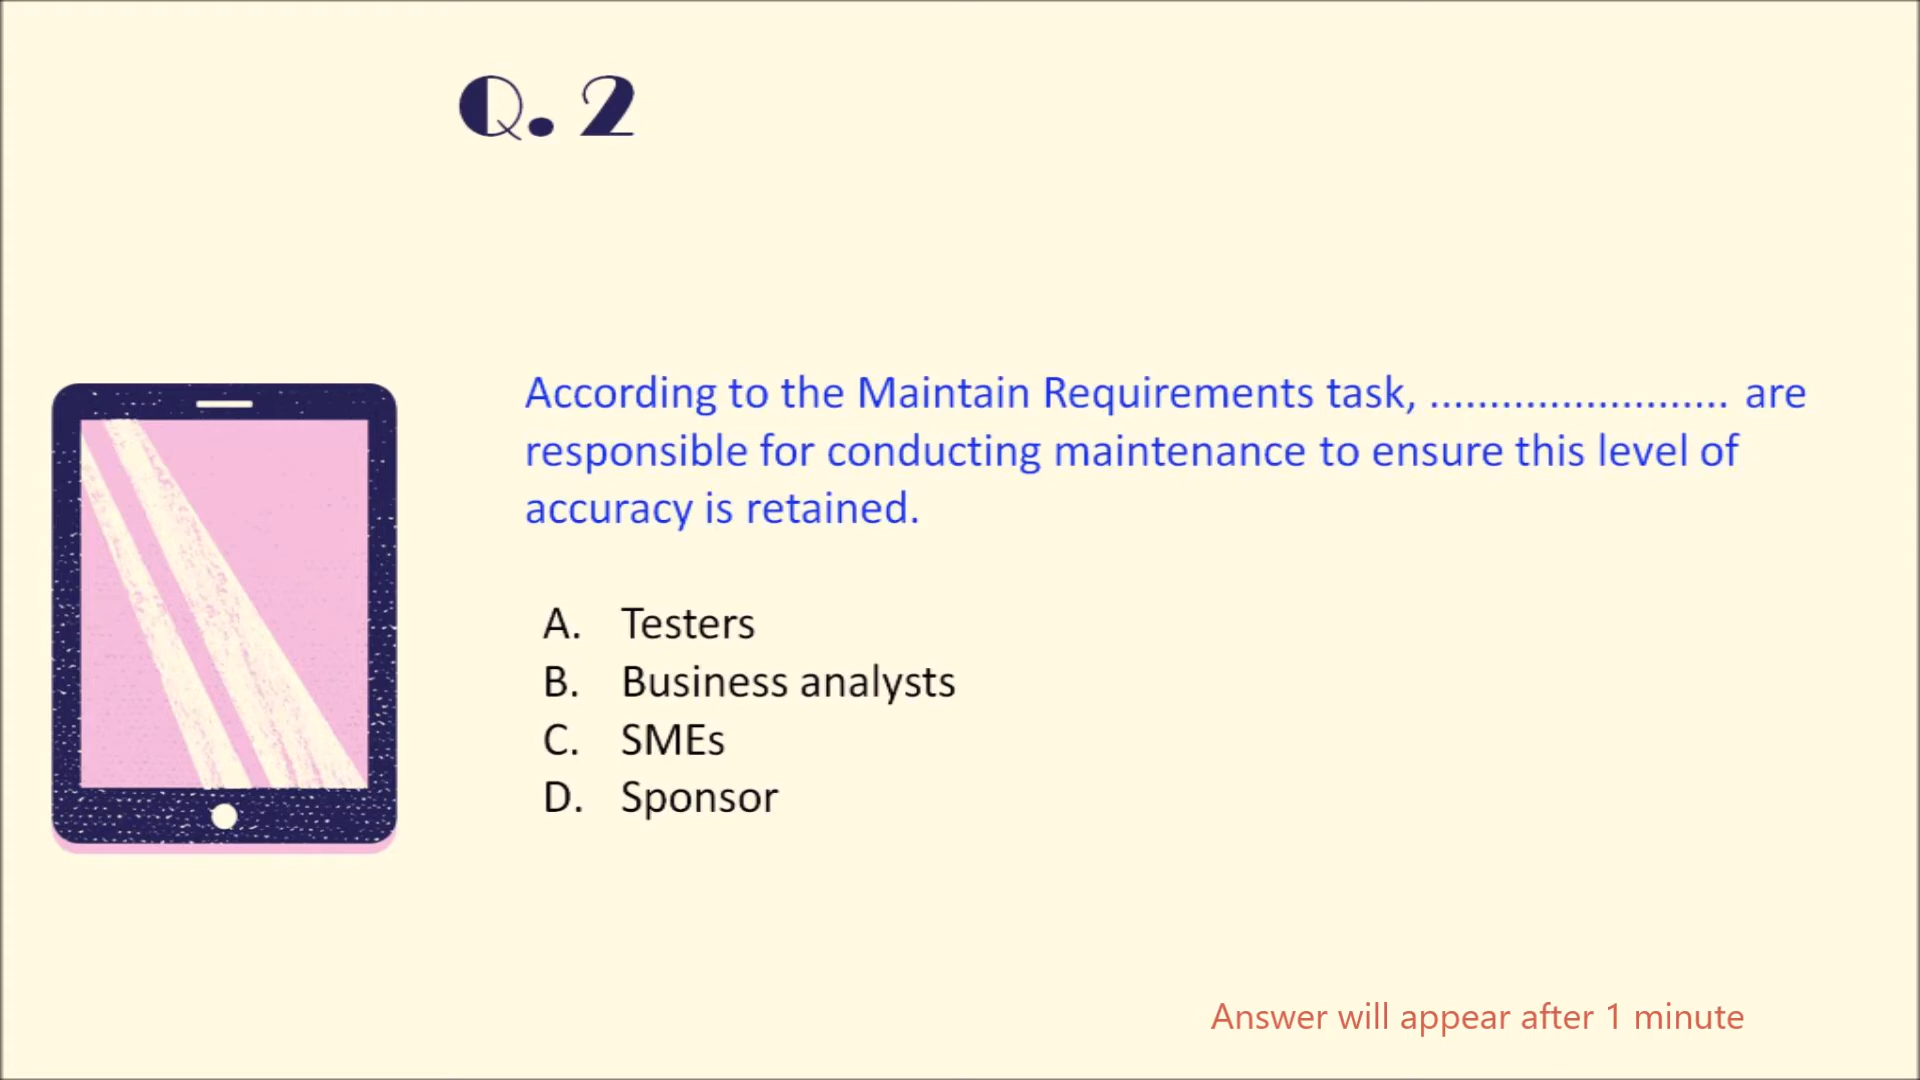 Q. 2
According to the Maintain Requirements task, ......................... are
responsible for conducting maintenance to ensure this level of
accuracy is retained.
A. Testers
B. Business analysts
C. SMEs
D. Sponsor
Answer will appear after 1 minute